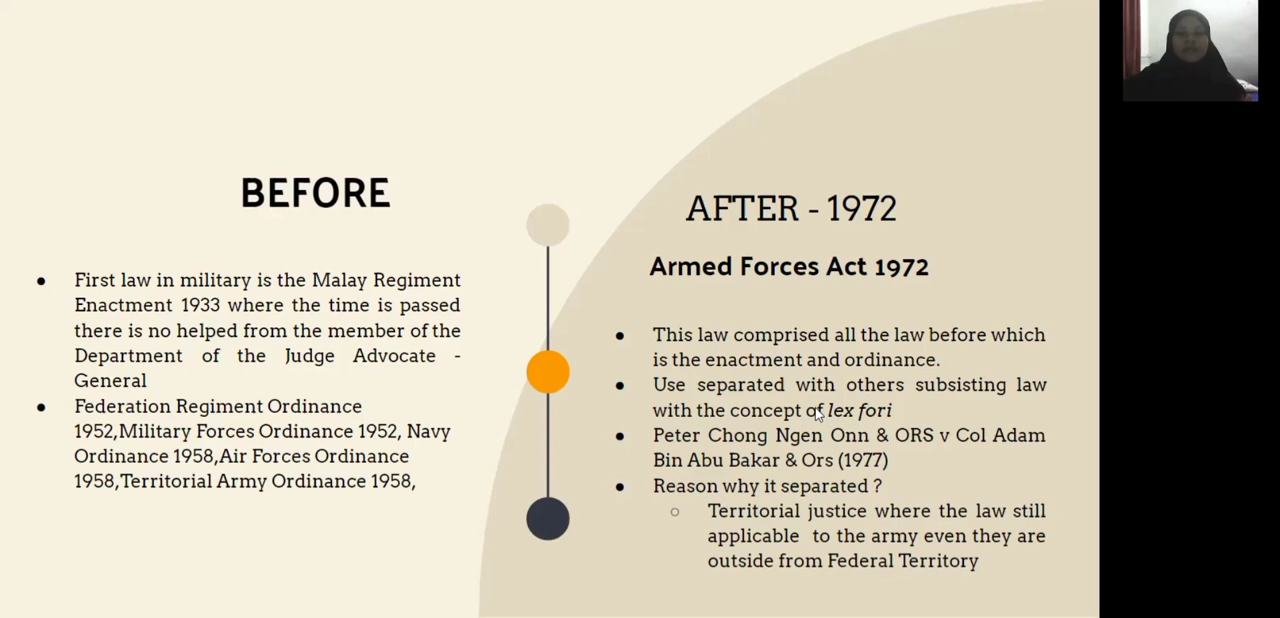 BEFORE
● First law in military is the Malay Regiment
Enactment 1933 where the time is passed
there is no helped from the member of the
Department of the Judge Advocate -
General
● Federation Regiment Ordinance
1952,Military Forces Ordinance 1952, Navy
Ordinance 1958,Air Forces Ordinance
1958,Territorial Army Ordinance 1958,
AFTER - 1972
Armed Forces Act 1972
● This law comprised all the law before which
is the enactment and ordinance.
● Use separated with others subsisting law
with the concept of lex fori
● Peter Chong Ngen Onn & ORS v Col Adam
Bin Abu Bakar & Ors (1977)
● Reason why it separated ?
○ Territorial justice where the law still
applicable to the army even they are
outside from Federal Territory